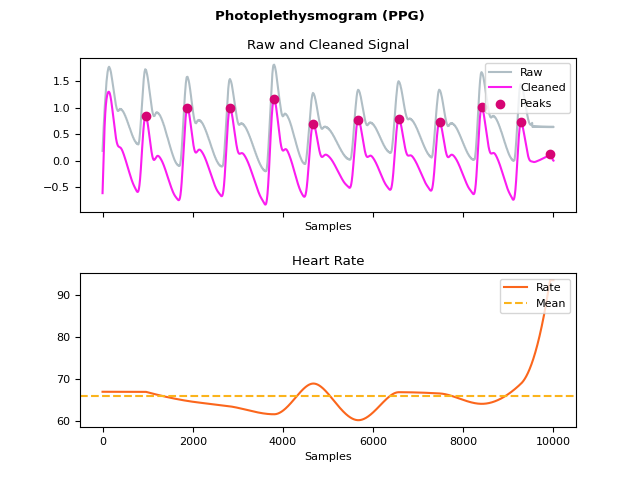 Photoplethysmogram (PPG)
Raw and Cleaned Signal
Raw
Cleaned
Peaks
1.5
1.0
0.5
0.0
−0.5
Samples
Heart Rate
Rate
Mean
90
80
70
60
0 2000 4000 6000 8000 10000
Samples